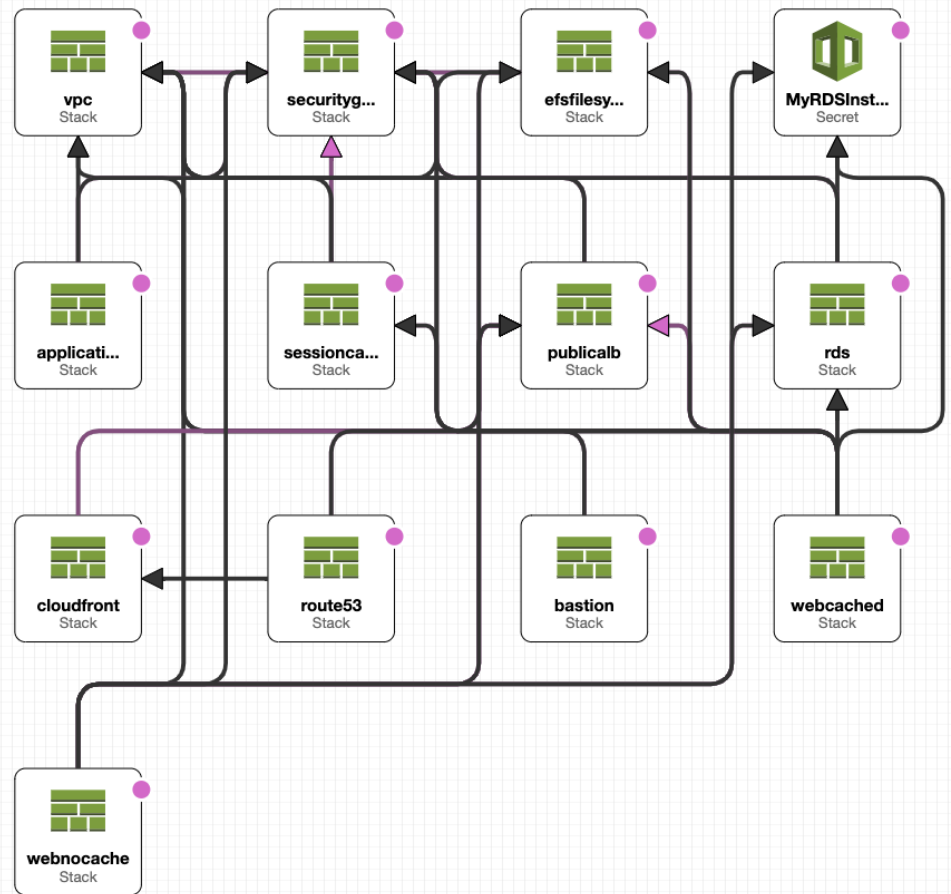 vpc
Stack
securityg...
Stack
efsfilesy...
Stack
MyRDSInst...
Secret
applicati...
Stack
sessionca...
Stack
publicalb
Stack
rds
Stack
cloudfront
Stack
route53
Stack
bastion
Stack
webcached
Stack
webnocache
Stack